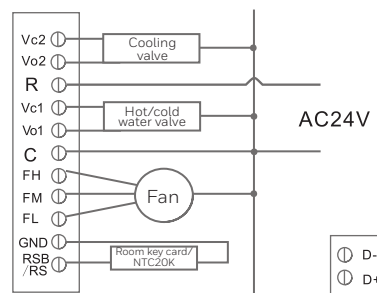 Vc2
Cooling
valve
Vo2
R
Vc1
Hot/cold
water valve
Vo1
AC24V
C
FH
FM
Fan
FL
GND
Room key card/
NTC20K
RSB
/RS
D-
D+